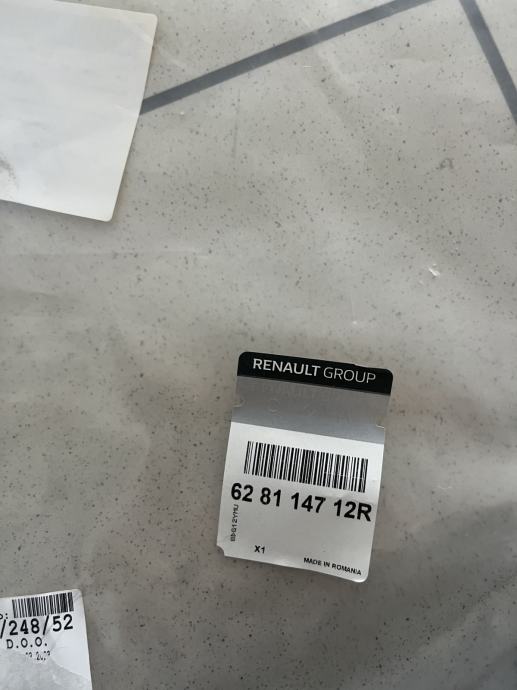 RENAULT GROUP
62 81 147 12R
X1
MADE IN ROMANIA
/248/52
D.O.O.